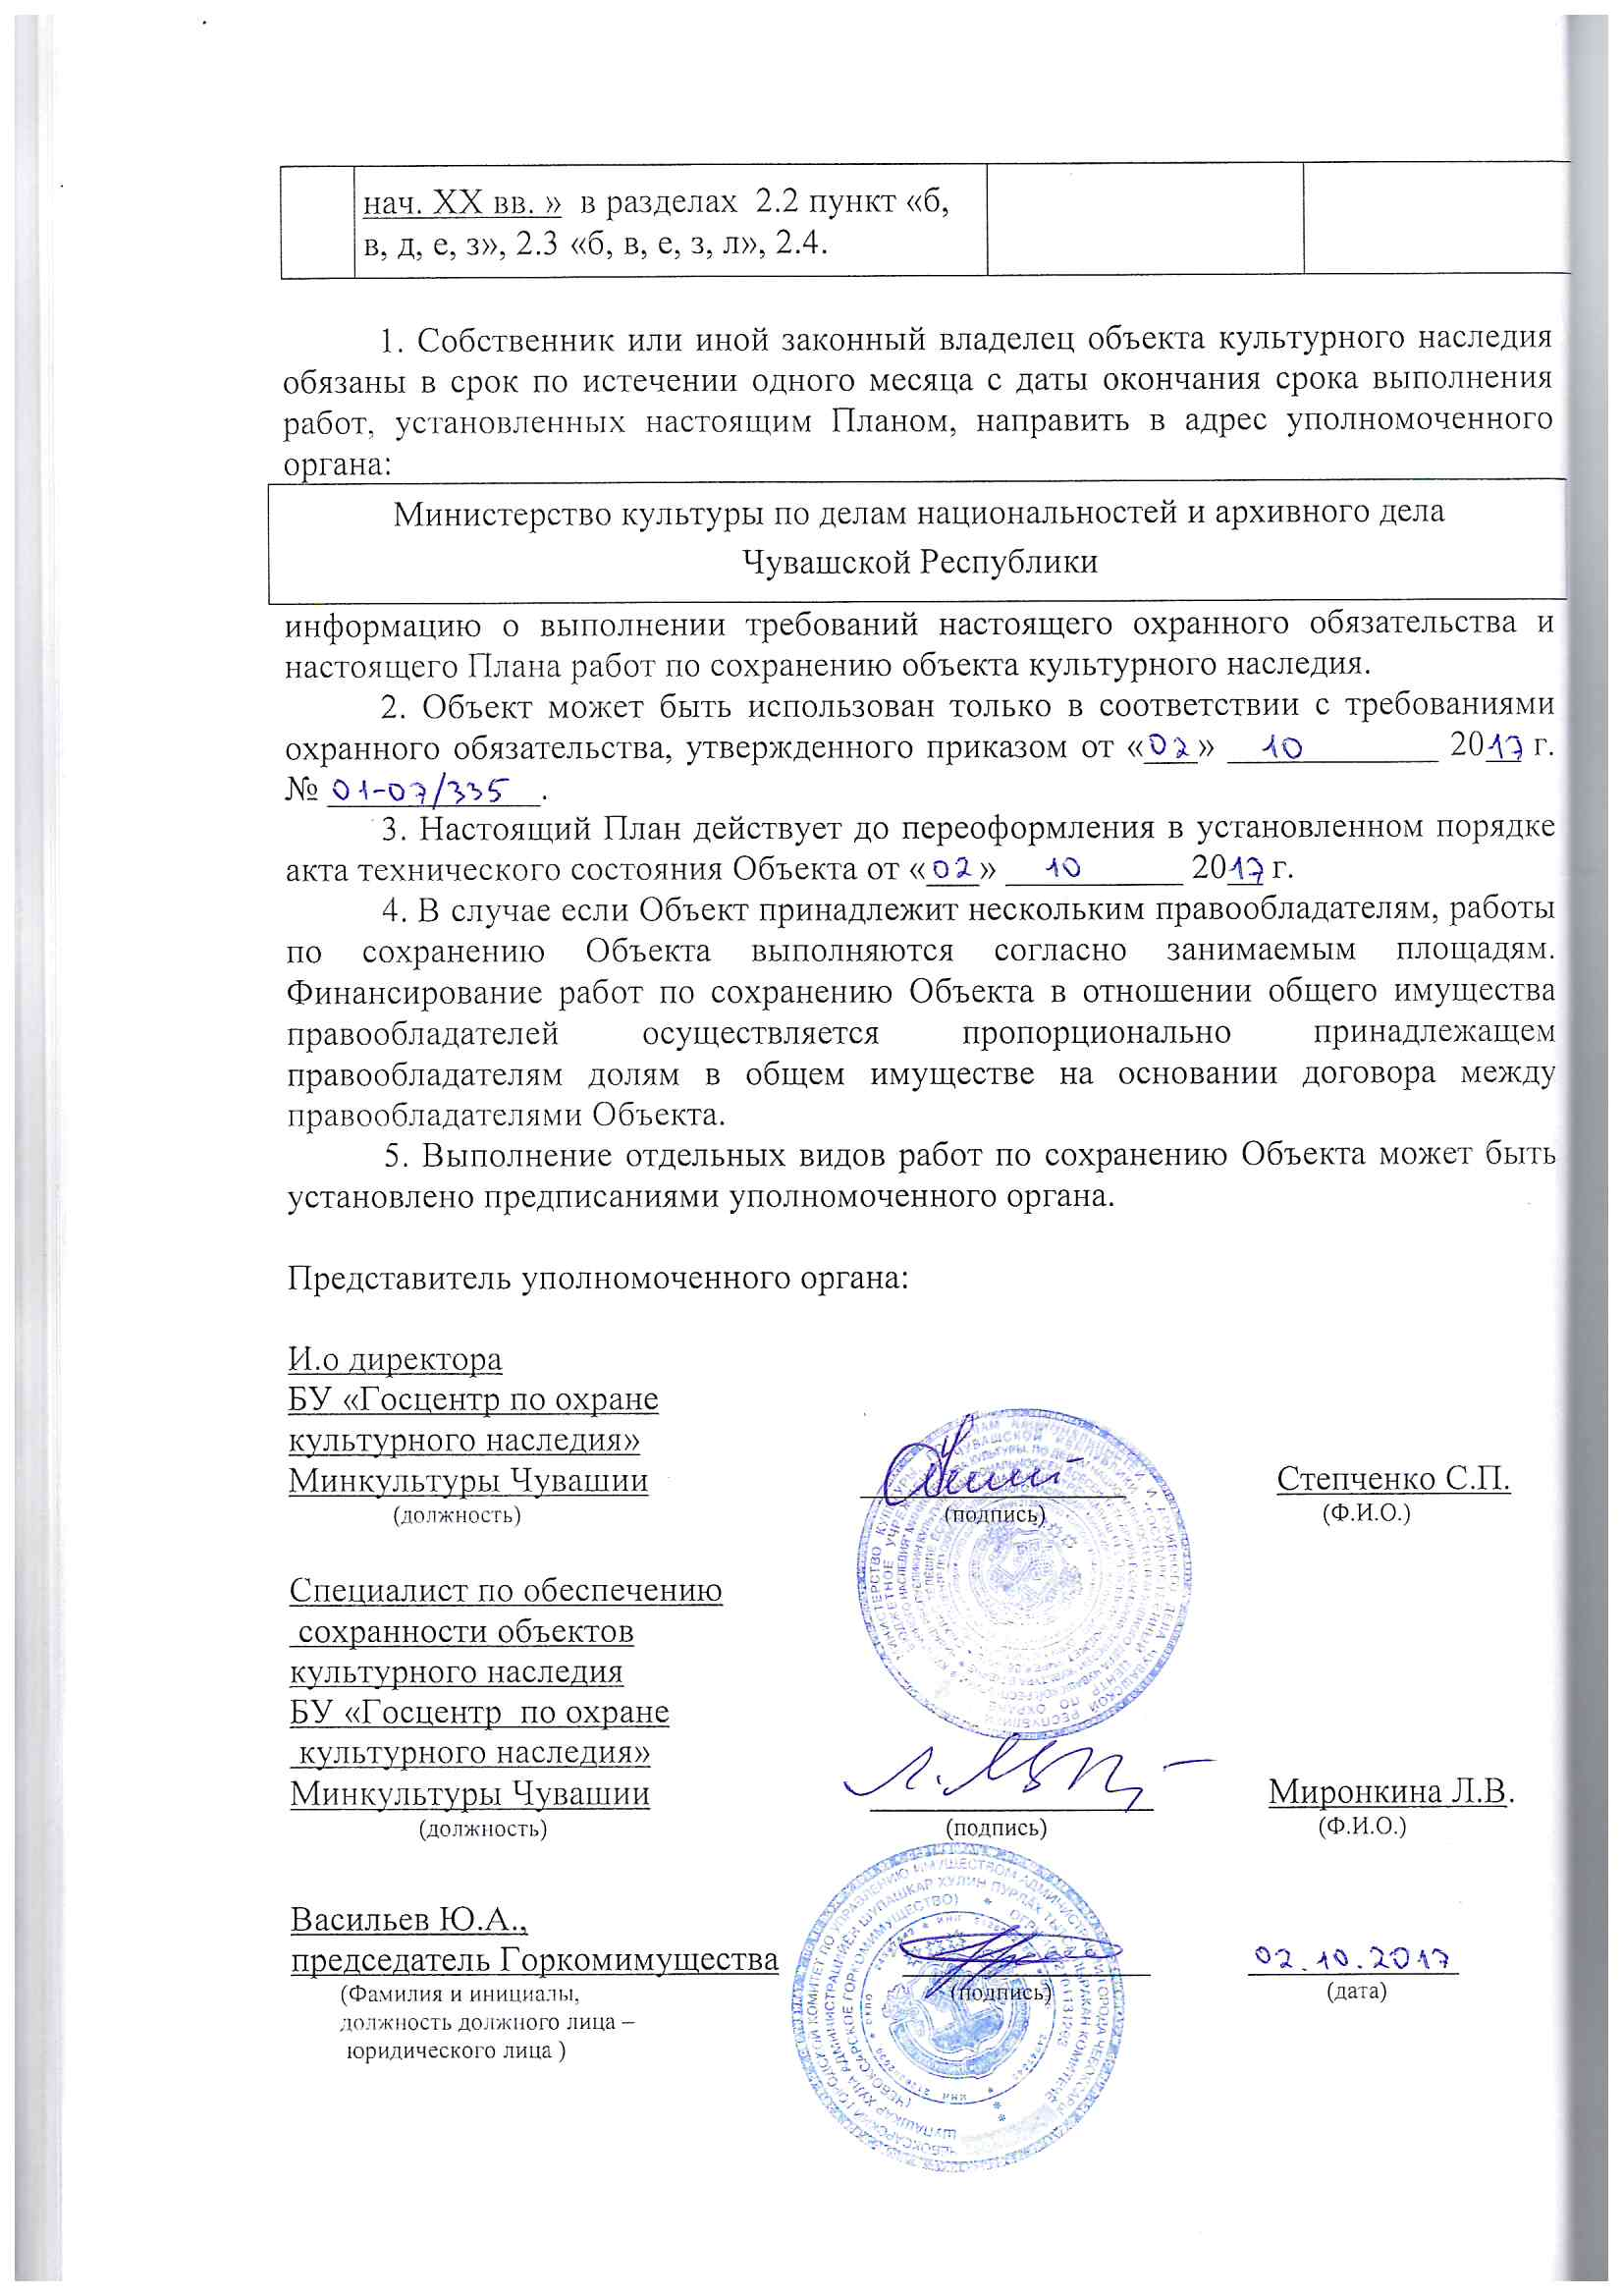 нач. XX вв. » в разделах 2.2 пункт «б,
в, д, е, з», 2.3 «б, в, е, з, л», 2.4.
1. Собственник или иной законный владелец объекта культурного наследия
обязаны в срок по истечении одного месяца с даты окончания срока выполнения
работ, установленных настоящим Планом, направить в адрес уполномоченного
органа:
Министерство культуры по делам национальностей и архивного дела
Чувашской Республики
информацию о выполнении требований настоящего охранного обязательства и
настоящего Плана работ по сохранению объекта культурного наследия.
2. Объект может быть использован только в соответствии с требованиями
охранного обязательства, утвержденного приказом от «02» 10 2017 г.
№ 01-07/335.
3. Настоящий План действует до переоформления в установленном порядке
акта технического состояния Объекта от «02» 10 2017 г.
4. В случае если Объект принадлежит нескольким правообладателям, работы
по сохранению Объекта выполняются согласно занимаемым площадям.
Финансирование работ по сохранению Объекта в отношении общего имущества
правообладателей осуществляется пропорционально принадлежащем
правообладателям долям в общем имуществе на основании договора между
правообладателями Объекта.
5. Выполнение отдельных видов работ по сохранению Объекта может быть
установлено предписаниями уполномоченного органа.
Представитель уполномоченного органа:
И.о директора
БУ «Госцентр по охране
культурного наследия»
Минкультуры Чувашии Степченко С.П.
(должность) (подпись) (Ф.И.О.)
Специалист по обеспечению
сохранности объектов
культурного наследия
БУ «Госцентр по охране
культурного наследия»
Минкультуры Чувашии Миронкина Л.В.
(должность) (подпись) (Ф.И.О.)
Васильев Ю.А.,
председатель Горкомимущества 02.10.2017
(Фамилия и инициалы, (подпись) (дата)
должность должного лица –
юридического лица )